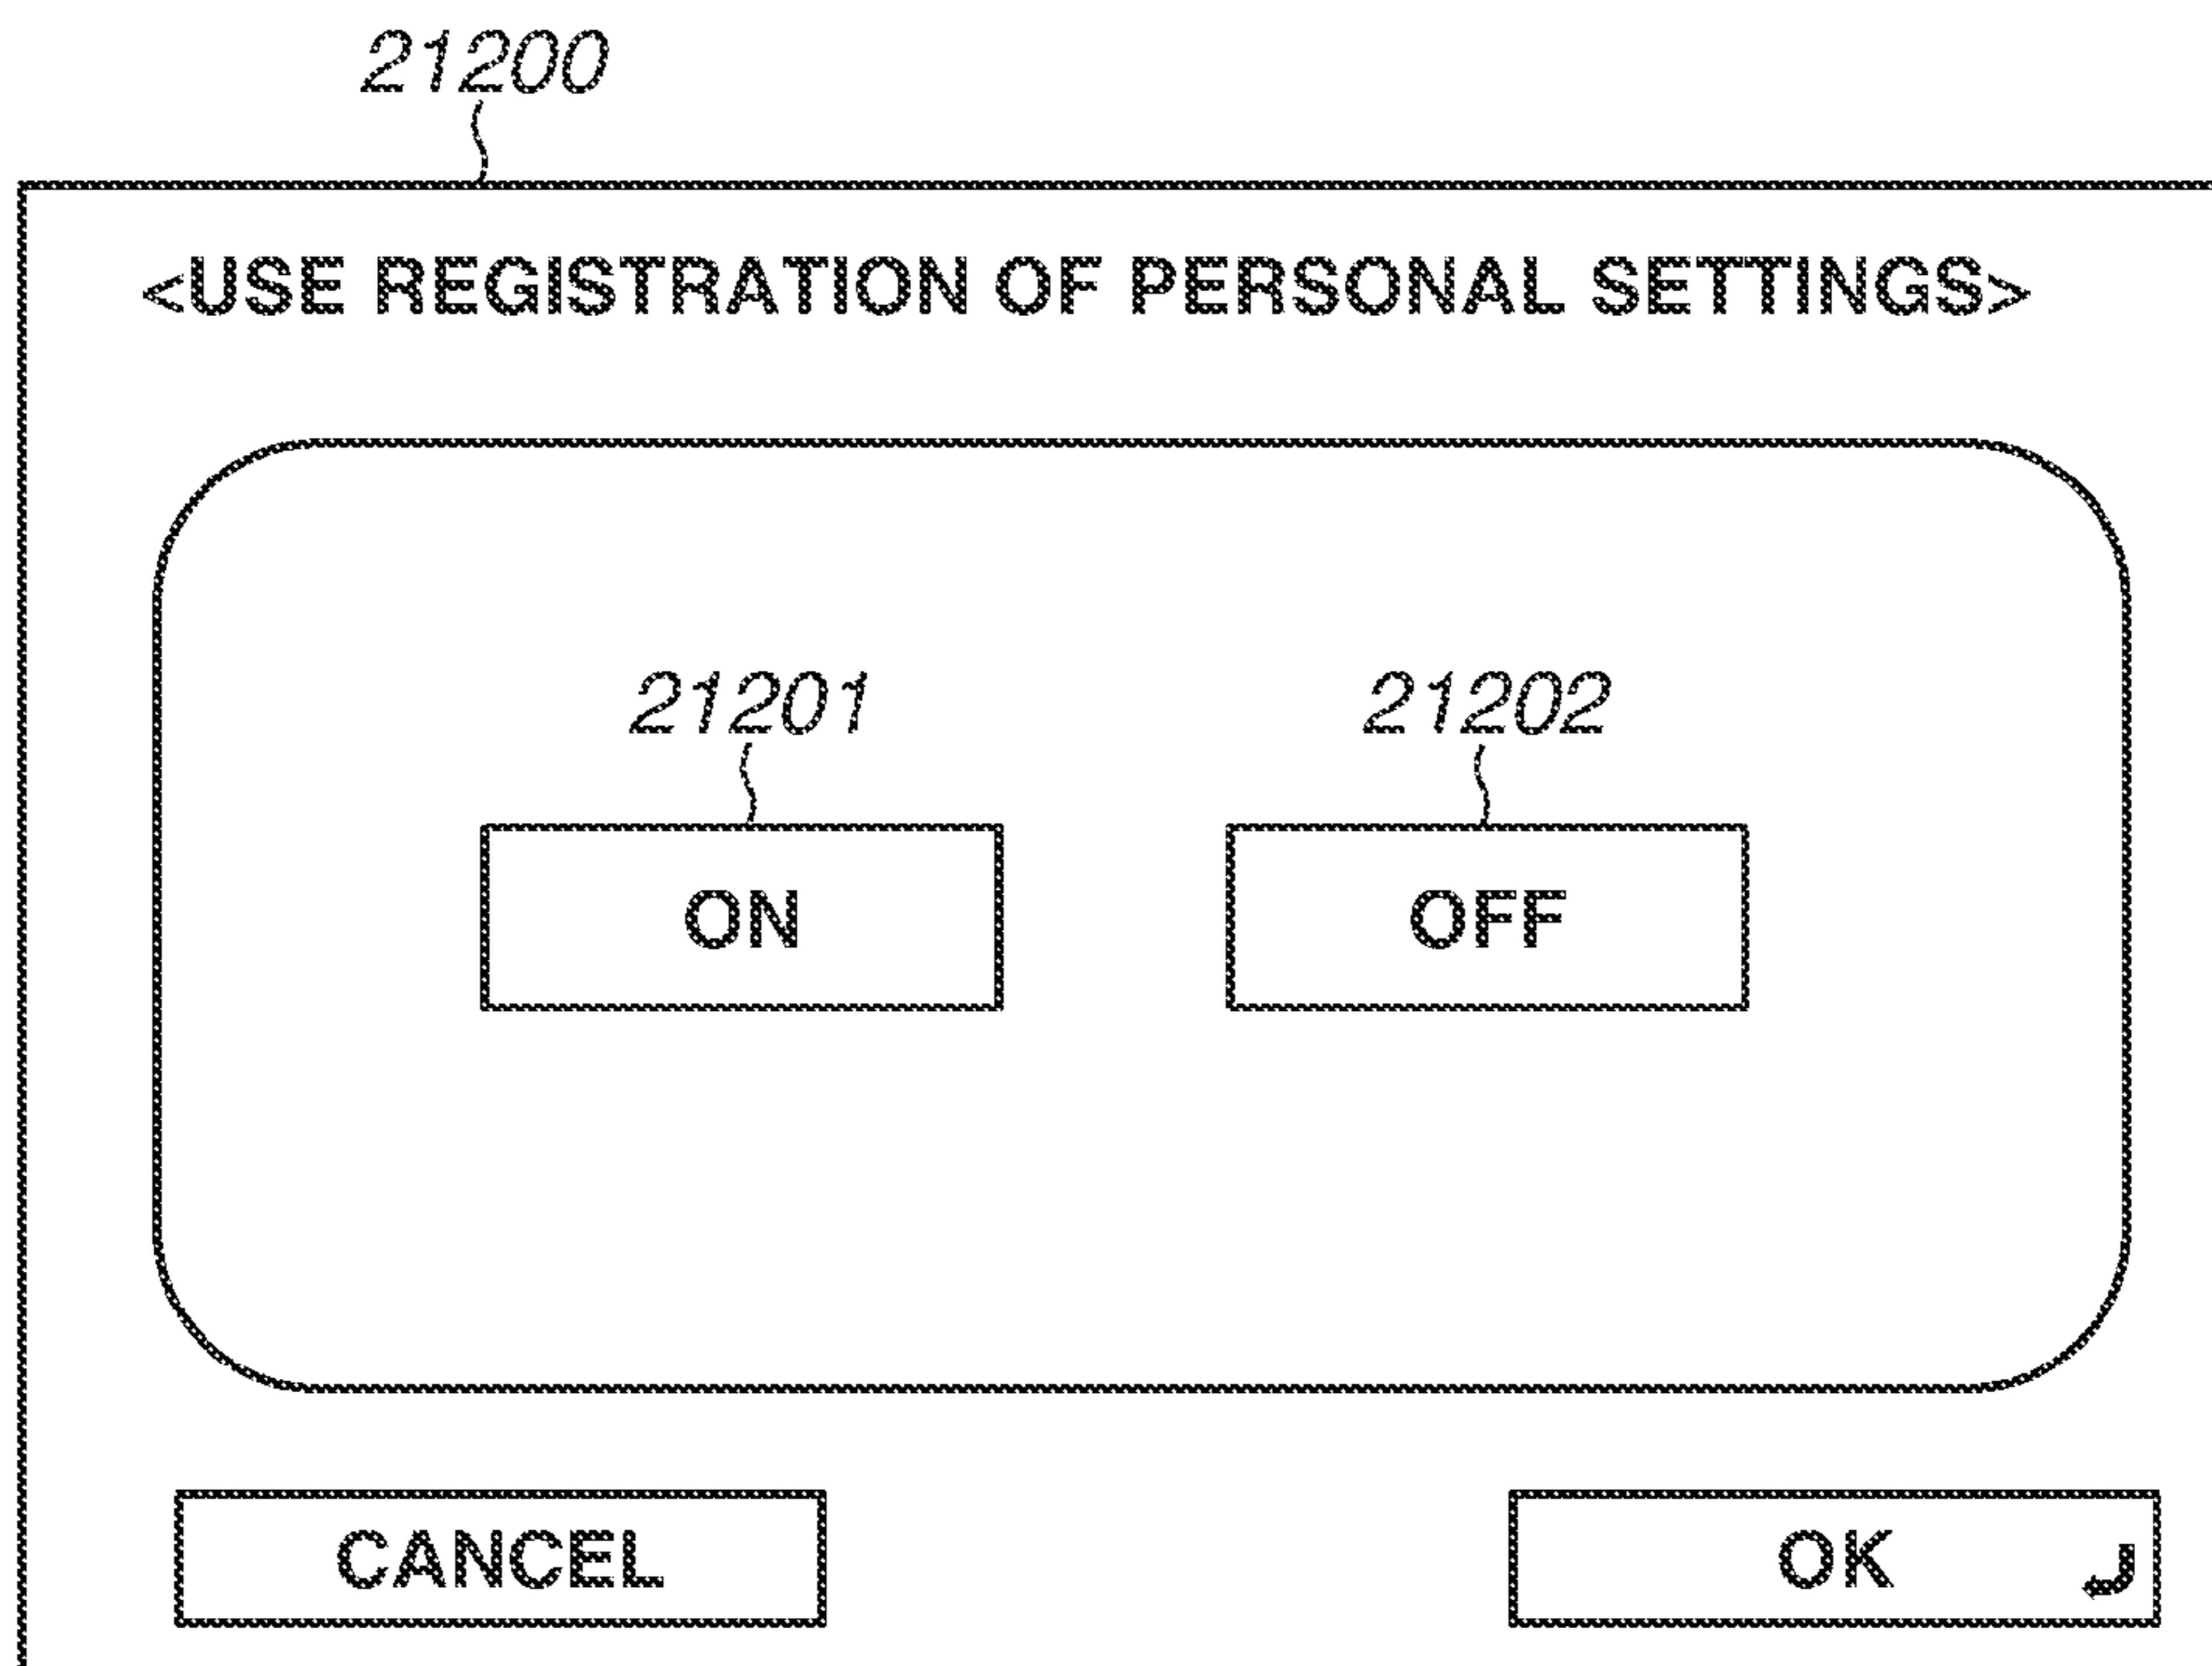 21200
<USE REGISTRATION OF PERSONAL SETTINGS>
21201 21202
ON OFF
CANCEL OK